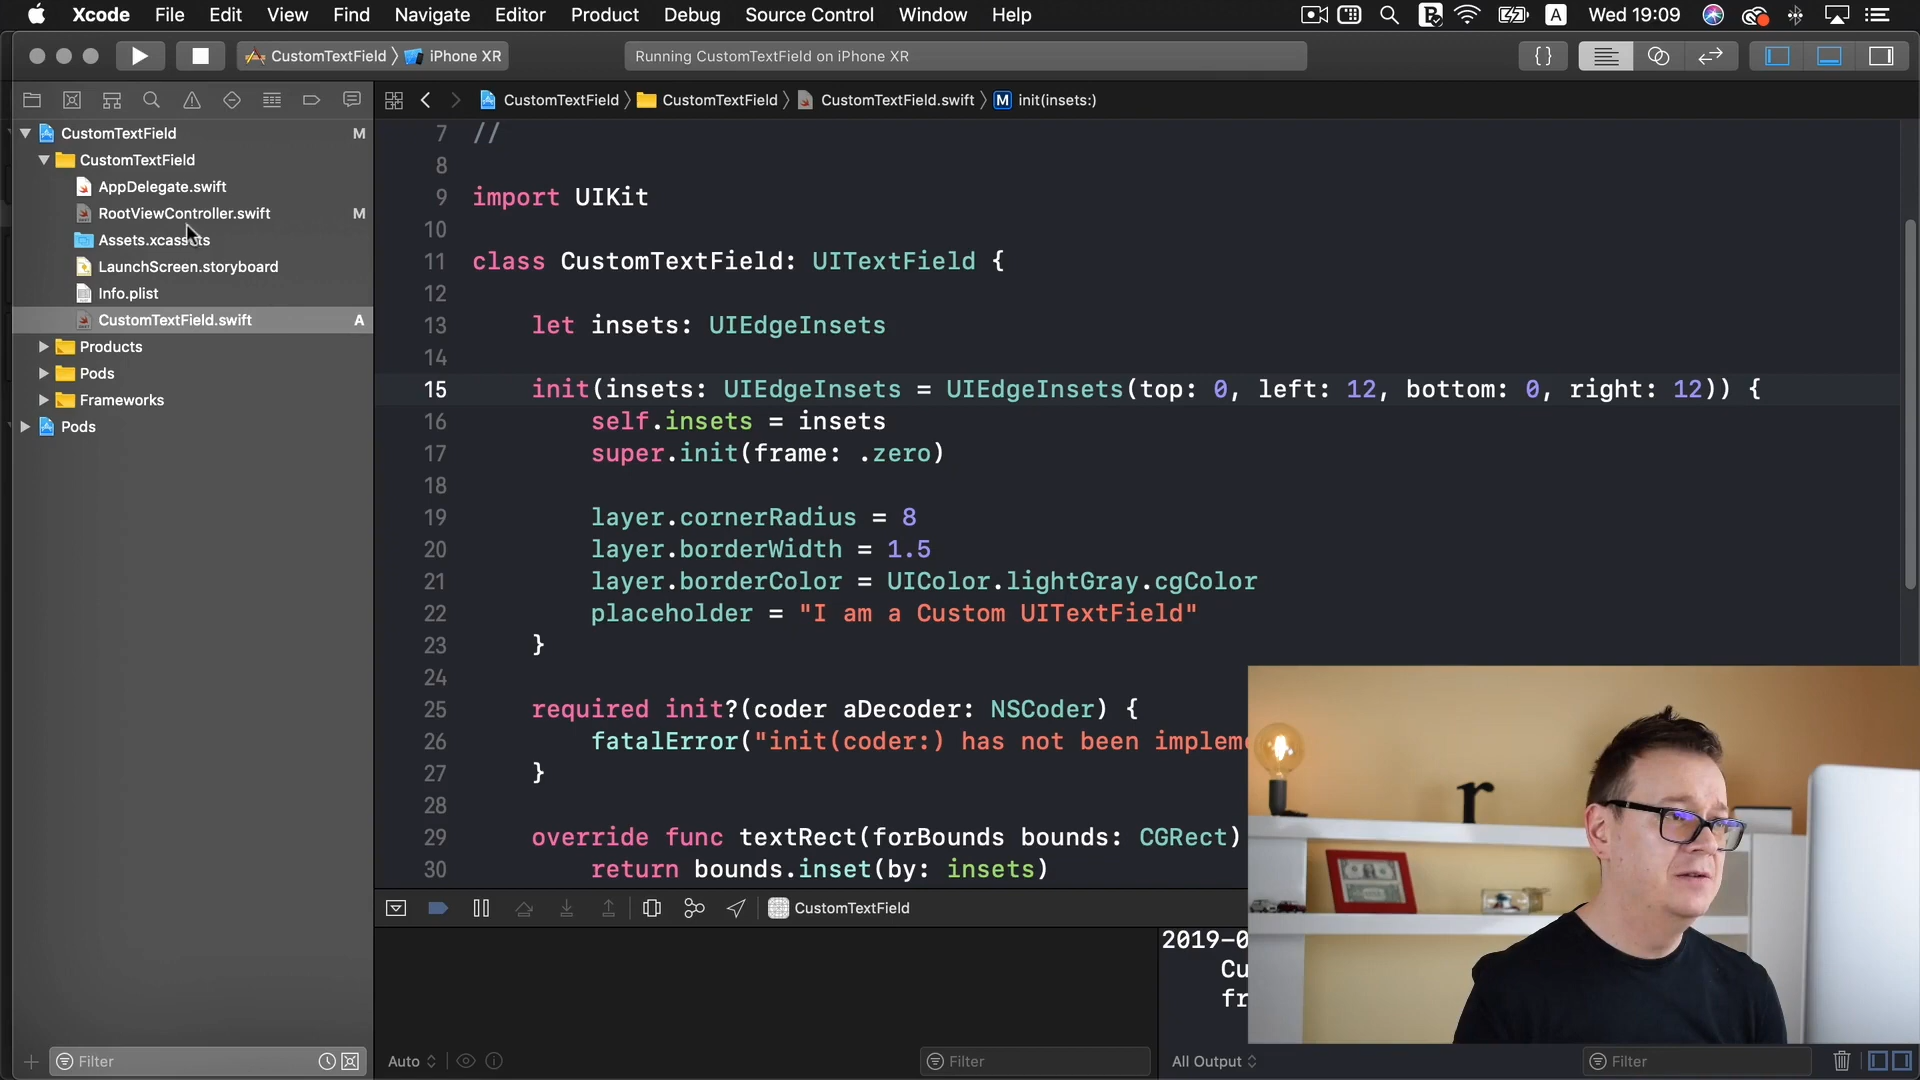 Xcode File Edit View Find Navigate Editor Product Debug Source Control Window Help A Wed 19:09
CustomTextField iPhone XR Running CustomTextField on iPhone XR {}
CustomTextField CustomTextField CustomTextField.swift M init(insets:)
CustomTextField M
CustomTextField
AppDelegate.swift
RootViewController.swift M
Assets.xcassets
LaunchScreen.storyboard
Info.plist
CustomTextField.swift A
Products
Pods
Frameworks
Pods
7 //
8
9 import UIKit
10
11 class CustomTextField: UITextField {
12
13 let insets: UIEdgeInsets
14
15 init(insets: UIEdgeInsets = UIEdgeInsets(top: 0, left: 12, bottom: 0, right: 12)) {
16 self.insets = insets
17 super.init(frame: .zero)
18
19 layer.cornerRadius = 8
20 layer.borderWidth = 1.5
21 layer.borderColor = UIColor.lightGray.cgColor
22 placeholder = "I am a Custom UITextField"
23 }
24
25 required init?(coder aDecoder: NSCoder) {
26 fatalError("init(coder:) has not been impleme
27 }
28
29 override func textRect(forBounds bounds: CGRect)
30 return bounds.inset(by: insets)
CustomTextField
2019-0
Cu
fr
r
Filter Auto Filter All Output Filter